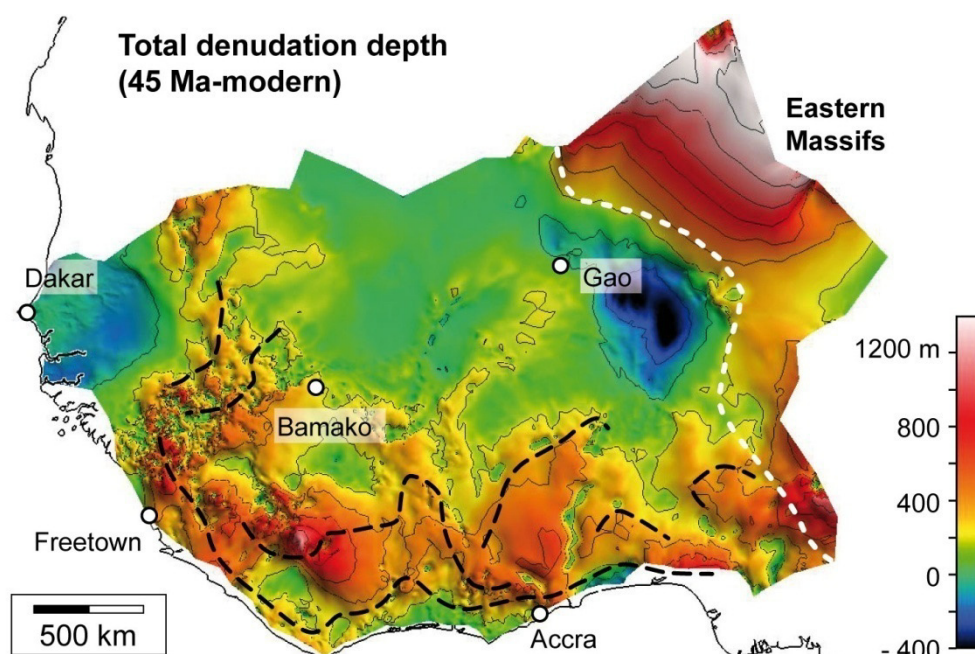 Total denudation depth
(45 Ma-modern)
Eastern
Massifs
Dakar
Gao
1200 m
Bamako
800
400
Freetown
0
500 km
Accra
- 400